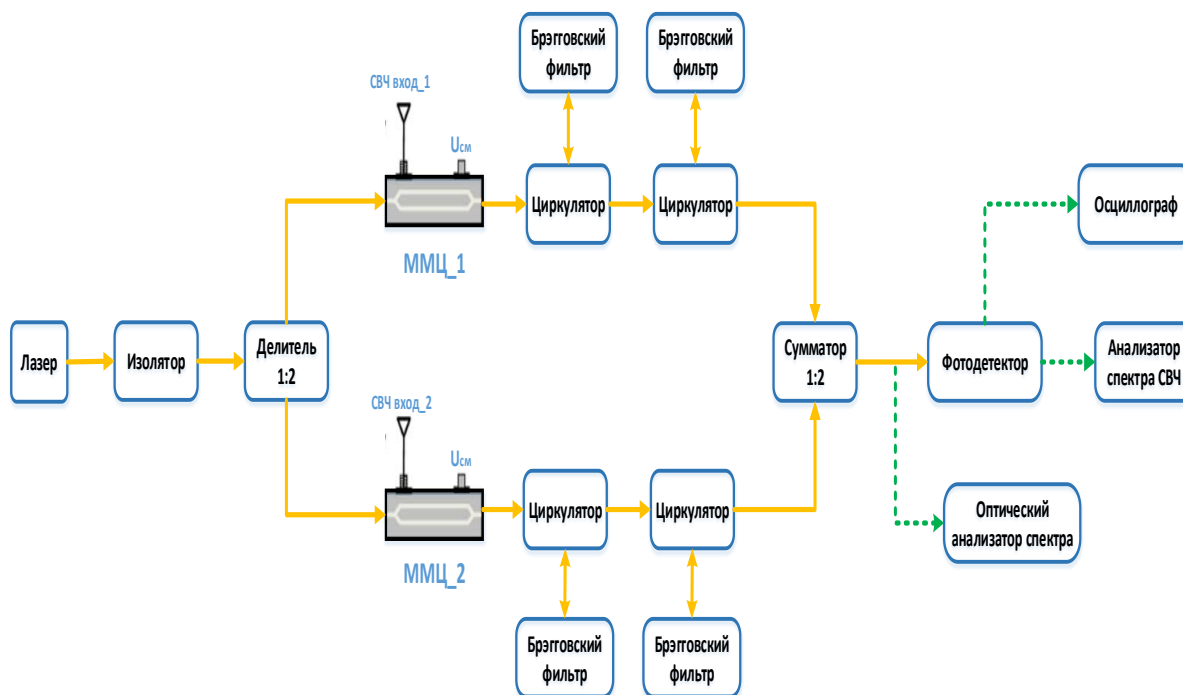 Брэгговский
фильтр
Брэгговский
фильтр
СВЧ вход_1
Uсм
Циркулятор
Циркулятор
Осциллограф
ММЦ_1
Лазер
Изолятор
Делитель
1:2
Сумматор
1:2
Фотодетектор
Анализатор
спектра СВЧ
СВЧ вход_2
Uсм
Циркулятор
Циркулятор
Оптический
анализатор спектра
ММЦ_2
Брэгговский
фильтр
Брэгговский
фильтр